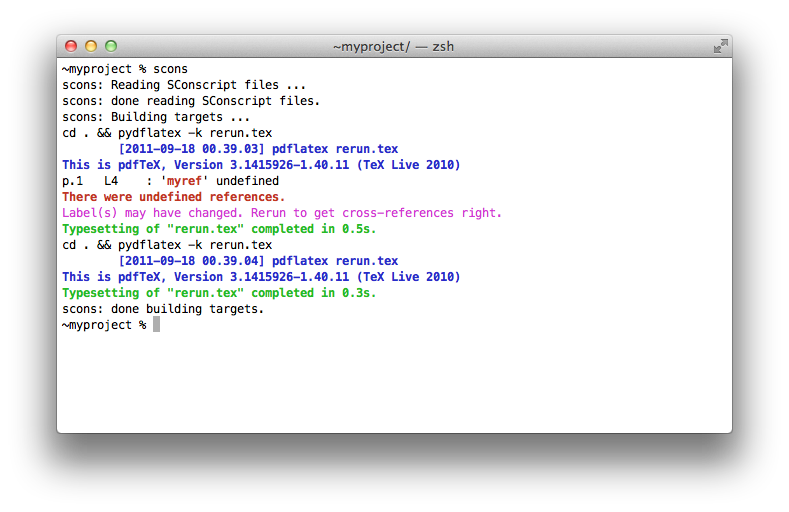 ~myproject/ — zsh
~myproject % scons
scons: Reading SConscript files ...
scons: done reading SConscript files.
scons: Building targets ...
cd . && pydflatex -k rerun.tex
[2011-09-18 00.39.03] pdflatex rerun.tex
This is pdfTeX, Version 3.1415926-1.40.11 (TeX Live 2010)
p.1   L4    : 'myref' undefined
There were undefined references.
Label(s) may have changed. Rerun to get cross-references right.
Typesetting of "rerun.tex" completed in 0.5s.
cd . && pydflatex -k rerun.tex
[2011-09-18 00.39.04] pdflatex rerun.tex
This is pdfTeX, Version 3.1415926-1.40.11 (TeX Live 2010)
Typesetting of "rerun.tex" completed in 0.3s.
scons: done building targets.
~myproject %